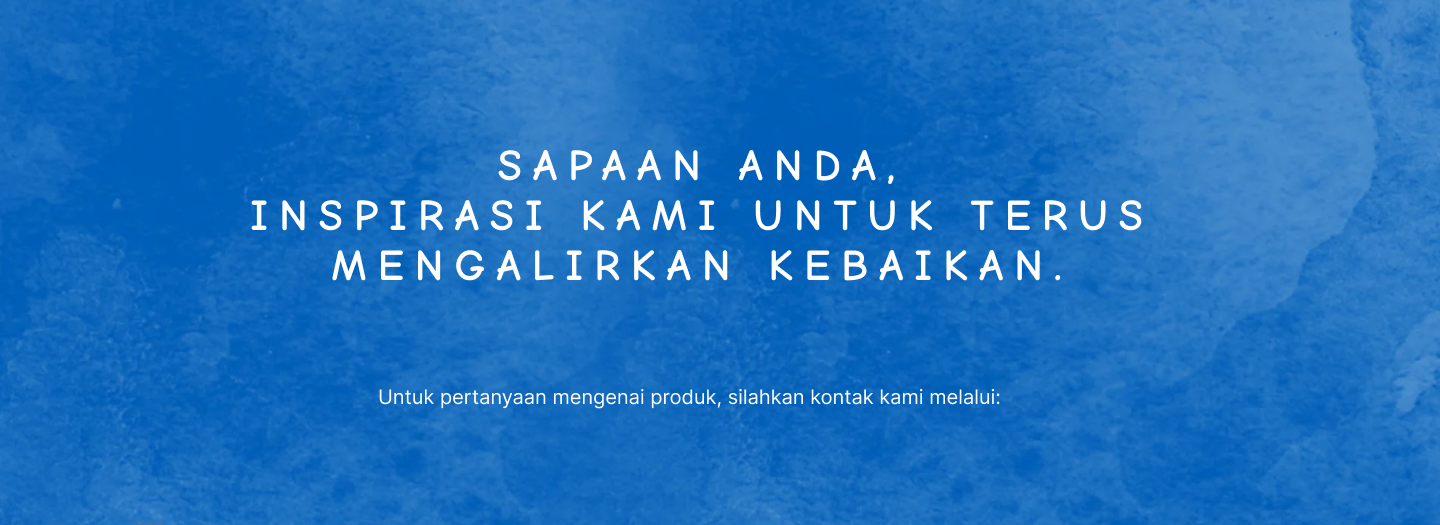 SAPAAN ANDA,
INSPIRASI KAMI UNTUK TERUS
MENGALIRKAN KEBAIKAN.
Untuk pertanyaan mengenai produk, silahkan kontak kami melalui: